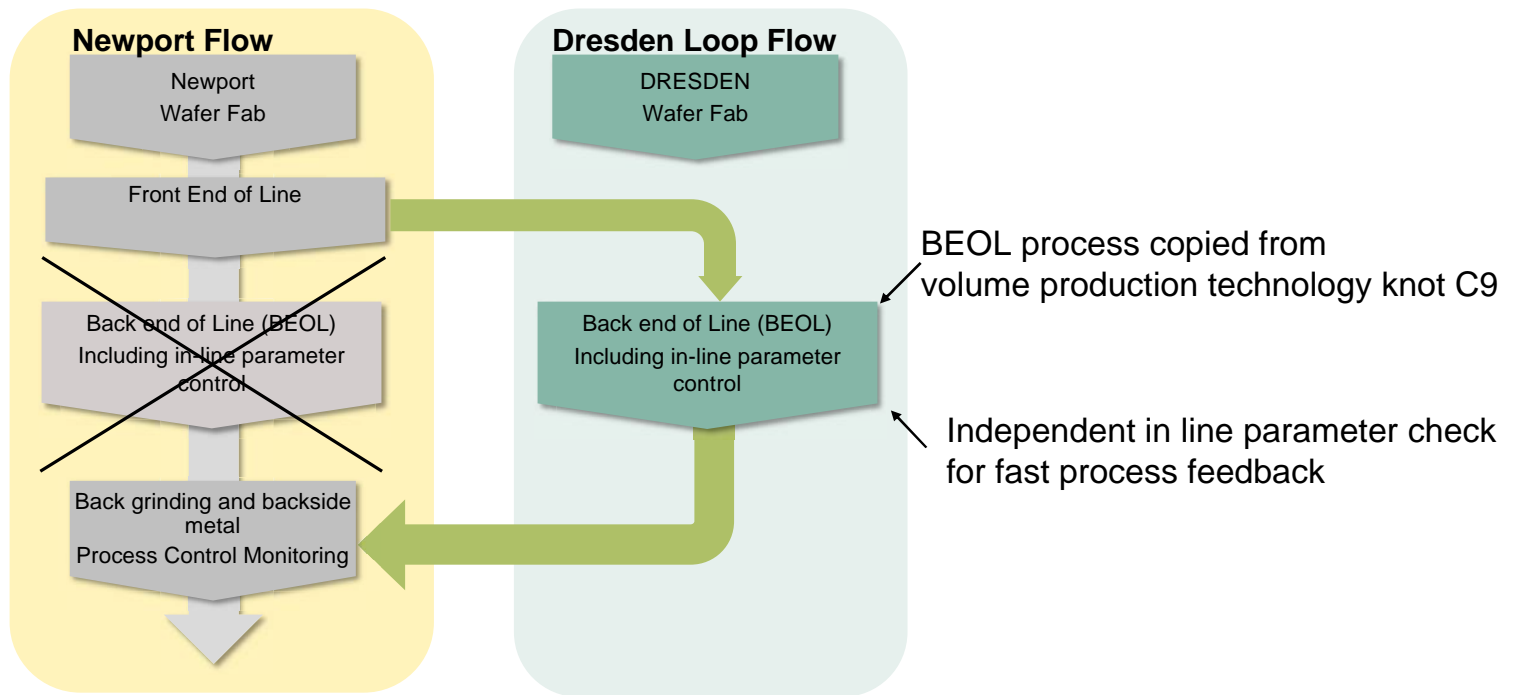 Newport Flow
Newport
Wafer Fab
Front End of Line
Back end of Line (BEOL)
Including in-line parameter
control
Back grinding and backside
metal
Process Control Monitoring
Dresden Loop Flow
DRESDEN
Wafer Fab
Back end of Line (BEOL)
Including in-line parameter
control
BEOL process copied from
volume production technology knot C9
Independent in line parameter check
for fast process feedback